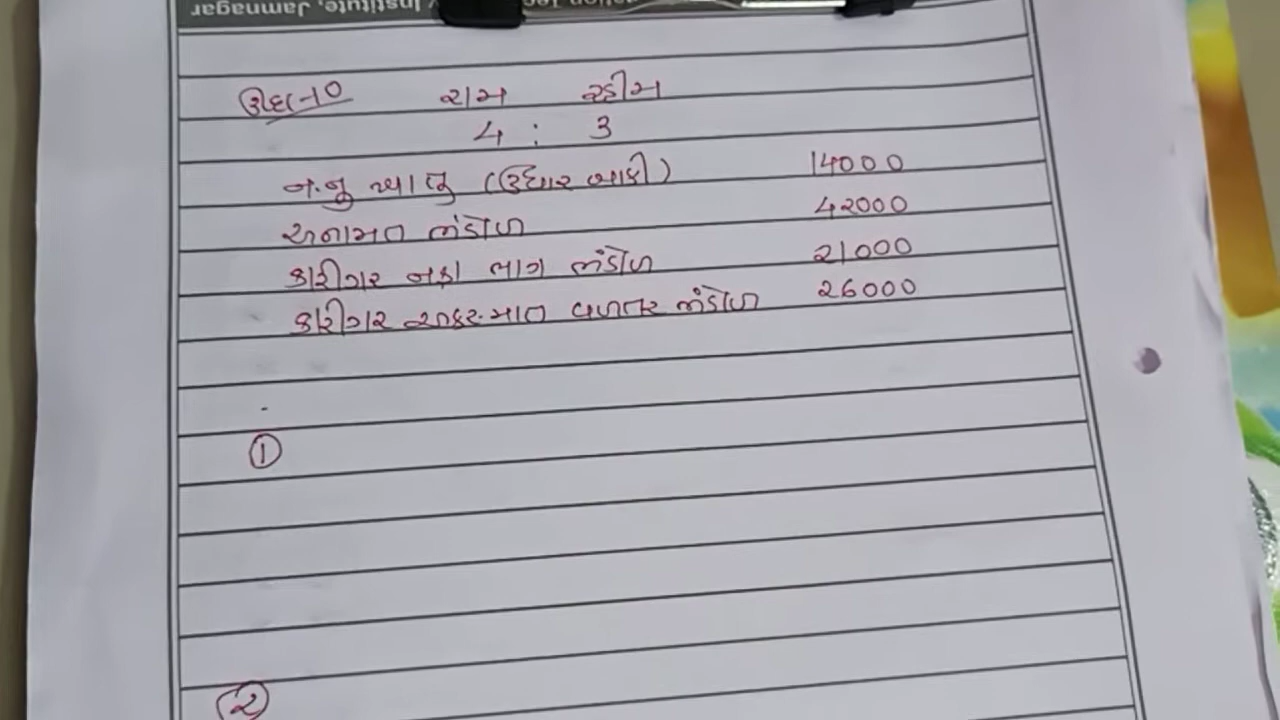 Institute, Jamnagar
ઉદા-૧૦ રામ રહીમ
4 : 3
ન.નુ ખાતુ (ઉધાર બાકી) 14000
અનામત ભંડોળ 42000
કારીગર નફા ભાગ ભંડોળ 21000
કારીગર અકસ્માત વળતર ભંડોળ 26000
①
(2)